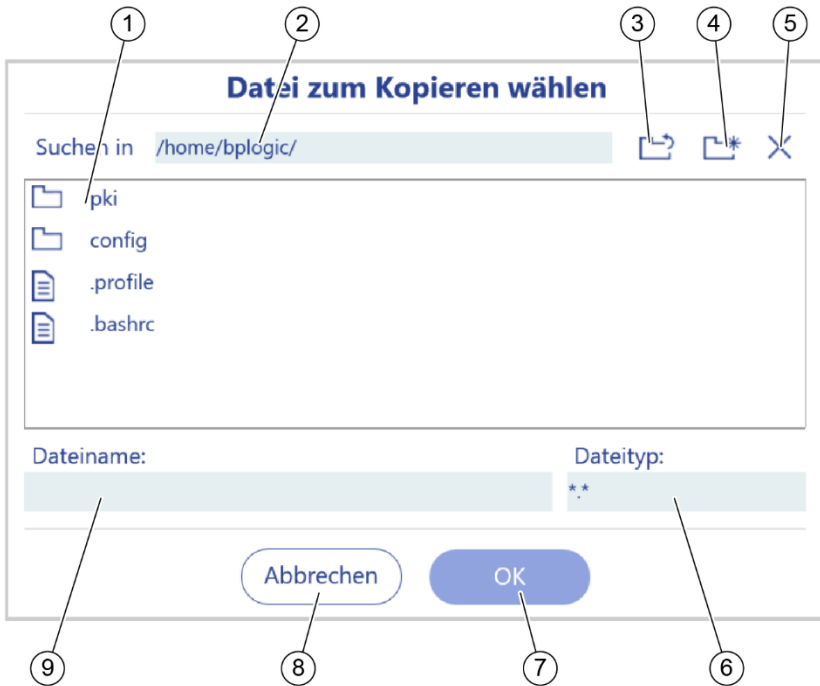 1 2 3 4 5
Datei zum Kopieren wählen
Suchen in /home/bplogic/
pki
config
.profile
.bashrc
Dateiname: Dateityp:
*.*
Abbrechen OK
9 8 7 6